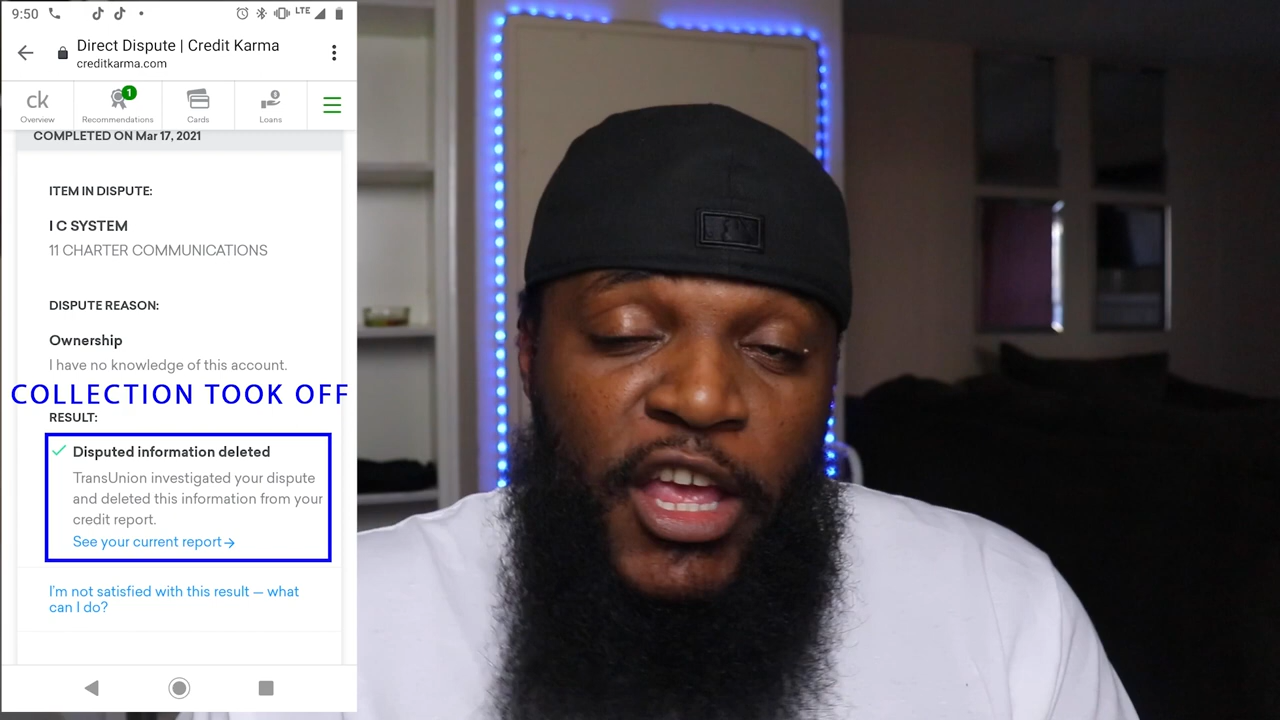 9:50
LTE
Direct Dispute | Credit Karma
creditkarma.com
ck
1
Overview
Recommendations
Cards
Loans
COMPLETED ON Mar 17, 2021
ITEM IN DISPUTE:
I C SYSTEM
11 CHARTER COMMUNICATIONS
DISPUTE REASON:
Ownership
I have no knowledge of this account.
COLLECTION TOOK OFF
RESULT:
Disputed information deleted
TransUnion investigated your dispute
and deleted this information from your
credit report.
See your current report→
I'm not satisfied with this result — what
can I do?